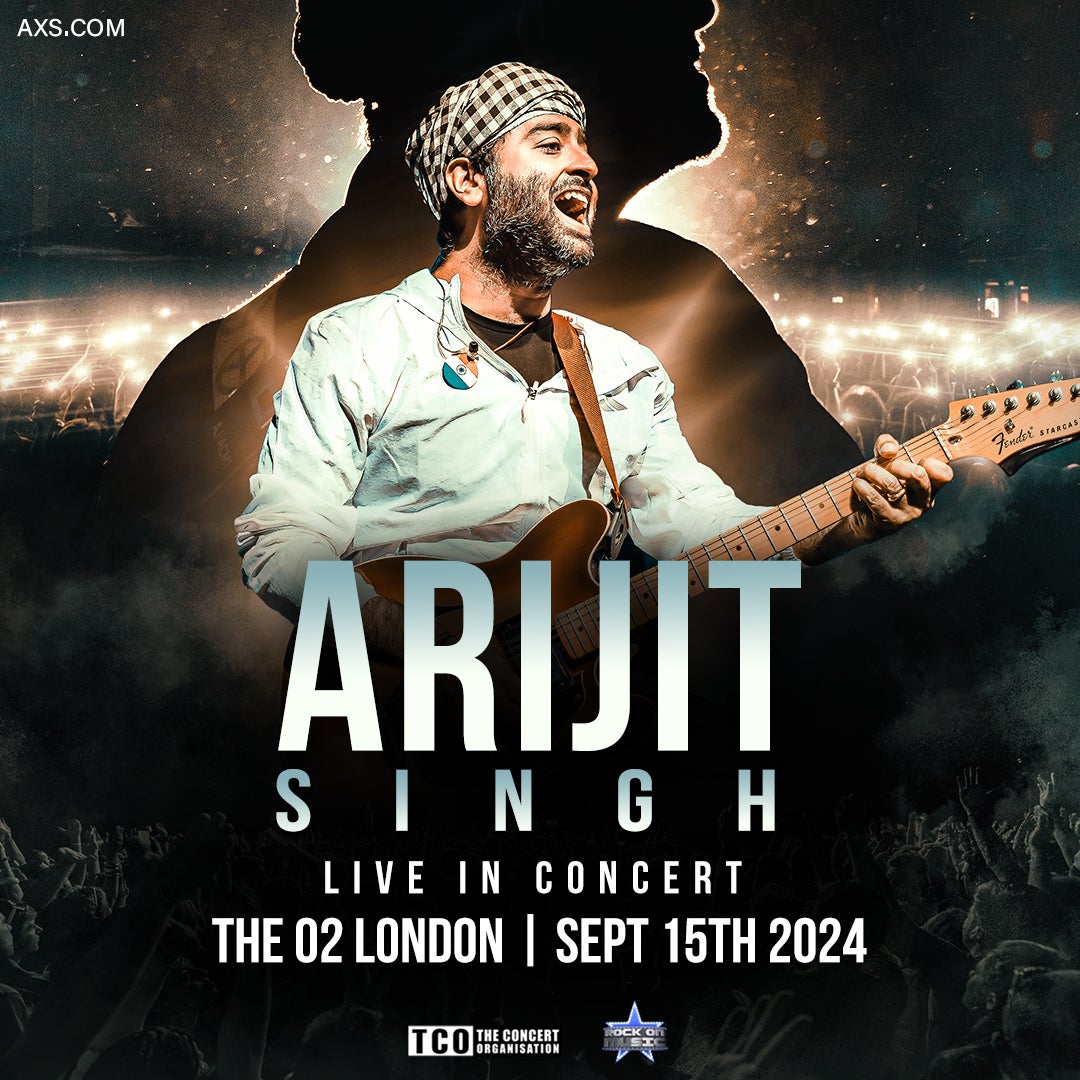 AXS.COM
Fender STARCAS
ARIJIT
SINGH
LIVE IN CONCERT
THE O2 LONDON | SEPT 15TH 2024
TCO THE CONCERT
ORGANISATION
ROCK ON
MUSIC